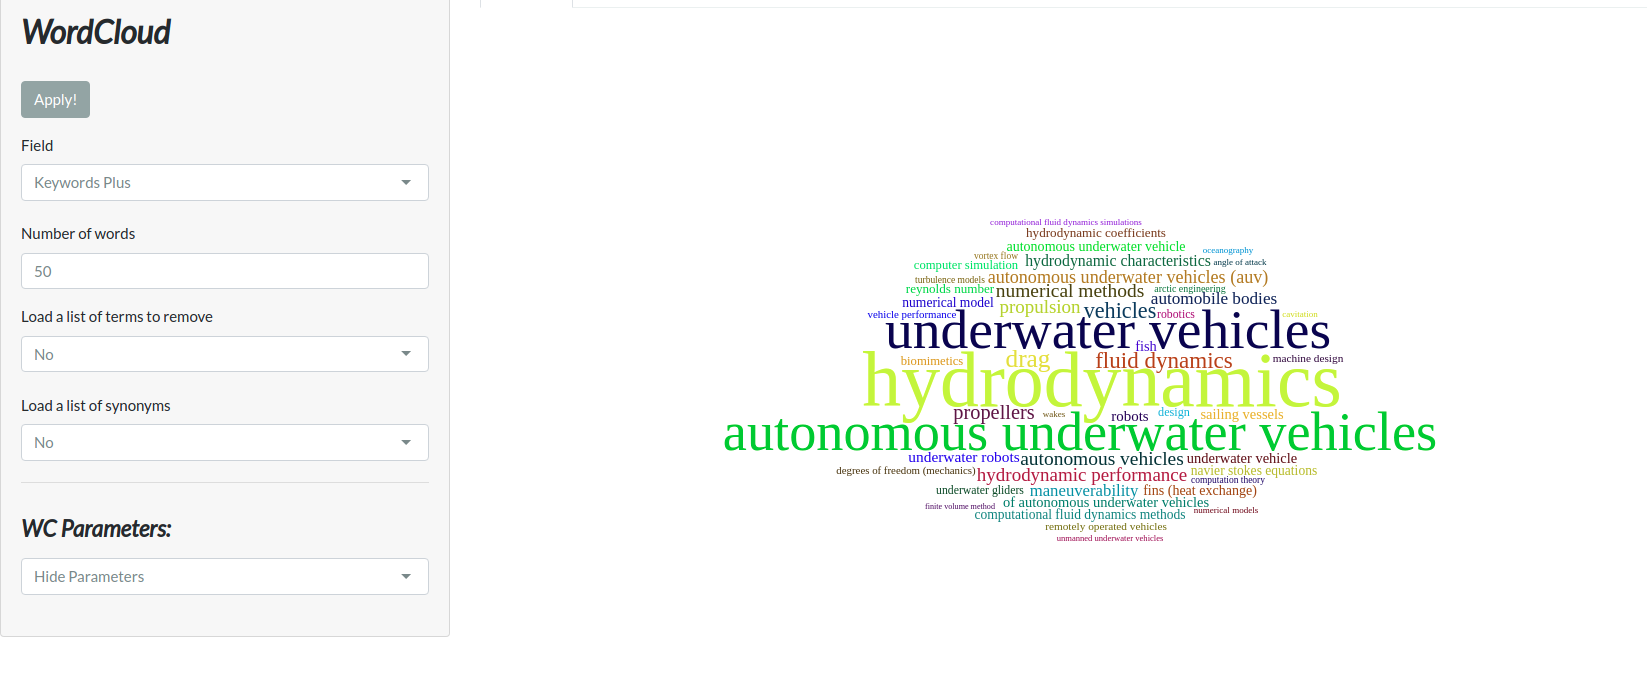 WordCloud
Apply!
Field
Keywords Plus
Number of words
50
Load a list of terms to remove
No
Load a list of synonyms
No
WC Parameters:
Hide Parameters
computational fluid dynamics simulations
hydrodynamic coefficients
autonomous underwater vehicle
oceanography
vortex flow
computer simulation
hydrodynamic characteristics
angle of attack
turbulence models
autonomous underwater vehicles (auv)
reynolds number
numerical methods
arctic engineering
numerical model
propulsion
automobile bodies
vehicle performance
vehicles
robotics
cavitation
underwater vehicles
fish
biomimetics
drag
fluid dynamics
machine design
hydrodynamics
propellers
wakes
robots
design
sailing vessels
autonomous underwater vehicles
underwater robots
autonomous vehicles
underwater vehicle
degrees of freedom (mechanics)
hydrodynamic performance
navier stokes equations
computation theory
underwater gliders
maneuverability
fins (heat exchange)
finite volume method
of autonomous underwater vehicles
numerical models
computational fluid dynamics methods
remotely operated vehicles
unmanned underwater vehicles